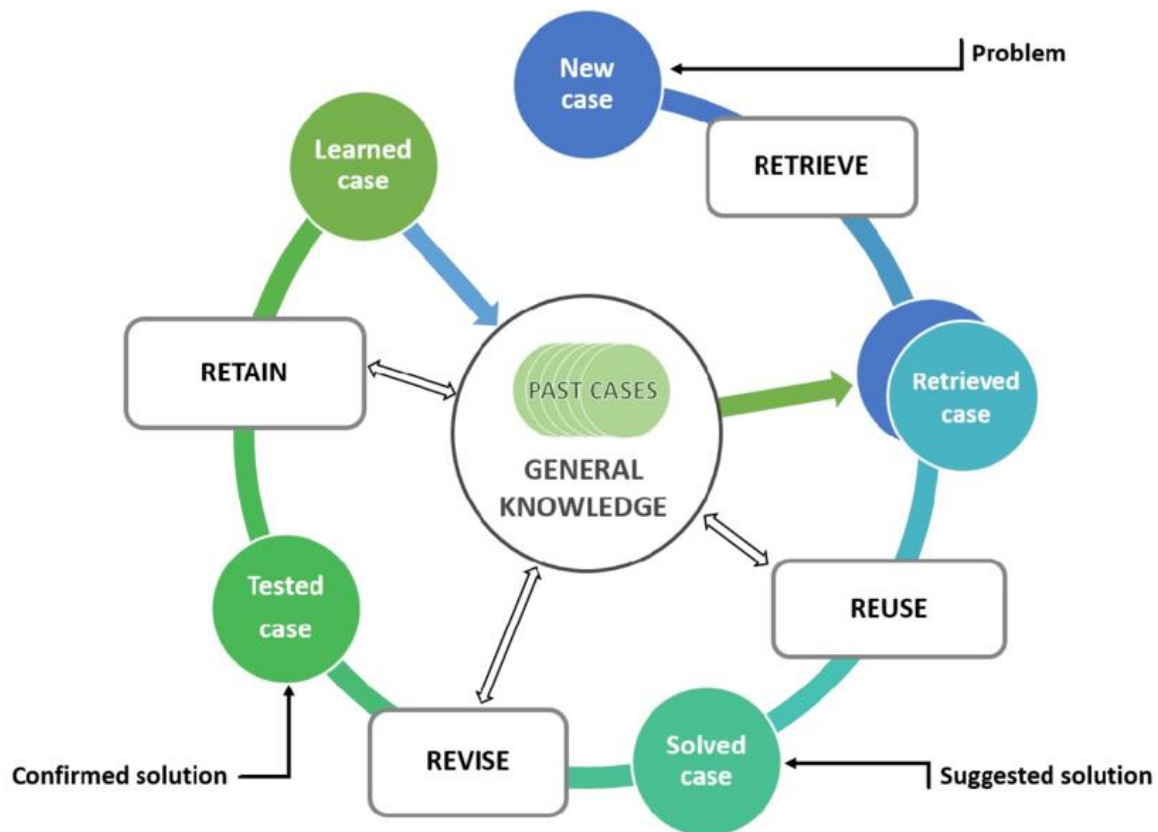 Problem
New
case
RETRIEVE
Learned
case
RETAIN
PAST CASES
GENERAL
KNOWLEDGE
Retrieved
case
REUSE
Tested
case
REVISE
Solved
case
Confirmed solution
Suggested solution